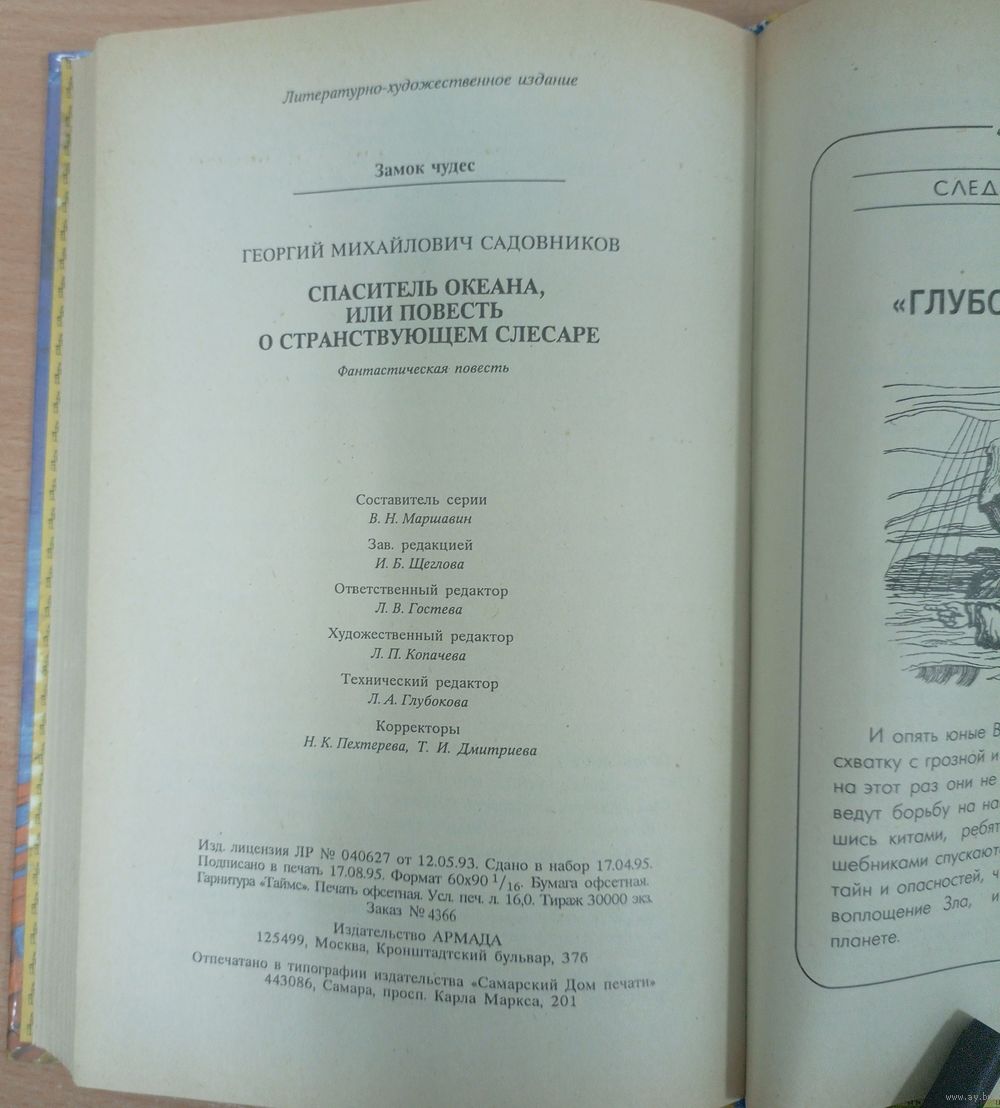 Литературно-художественное издание
Замок чудес
ГЕОРГИЙ МИХАЙЛОВИЧ САДОВНИКОВ
СПАСИТЕЛЬ ОКЕАНА,
ИЛИ ПОВЕСТЬ
О СТРАНСТВУЮЩЕМ СЛЕСАРЕ
Фантастическая повесть
Составитель серии
В. Н. Маршавин
Зав. редакцией
И. Б. Щеглова
Ответственный редактор
Л. В. Гостева
Художественный редактор
Л. П. Копачева
Технический редактор
Л. А. Глубокова
Корректоры
Н. К. Пехтерева, Т. И. Дмитриева
Изд. лицензия ЛР № 040627 от 12.05.93. Сдано в набор 17.04.95.
Подписано в печать 17.08.95. Формат 60х90 1/16. Бумага офсетная.
Гарнитура «Таймс». Печать офсетная. Усл. печ. л. 16,0. Тираж 30000 экз.
Заказ № 4366
Издательство АРМАДА
125499, Москва, Кронштадтский бульвар, 37б
Отпечатано в типографии издательства «Самарский Дом печати»
443086, Самара, просп. Карла Маркса, 201
СЛЕД
«ГЛУБО
И опять юные В
схватку с грозной и
на этот раз они не
ведут борьбу на на
шись китами, ребят
шебниками спускают
тайн и опасностей, ч
воплощение Зла, и
планете.